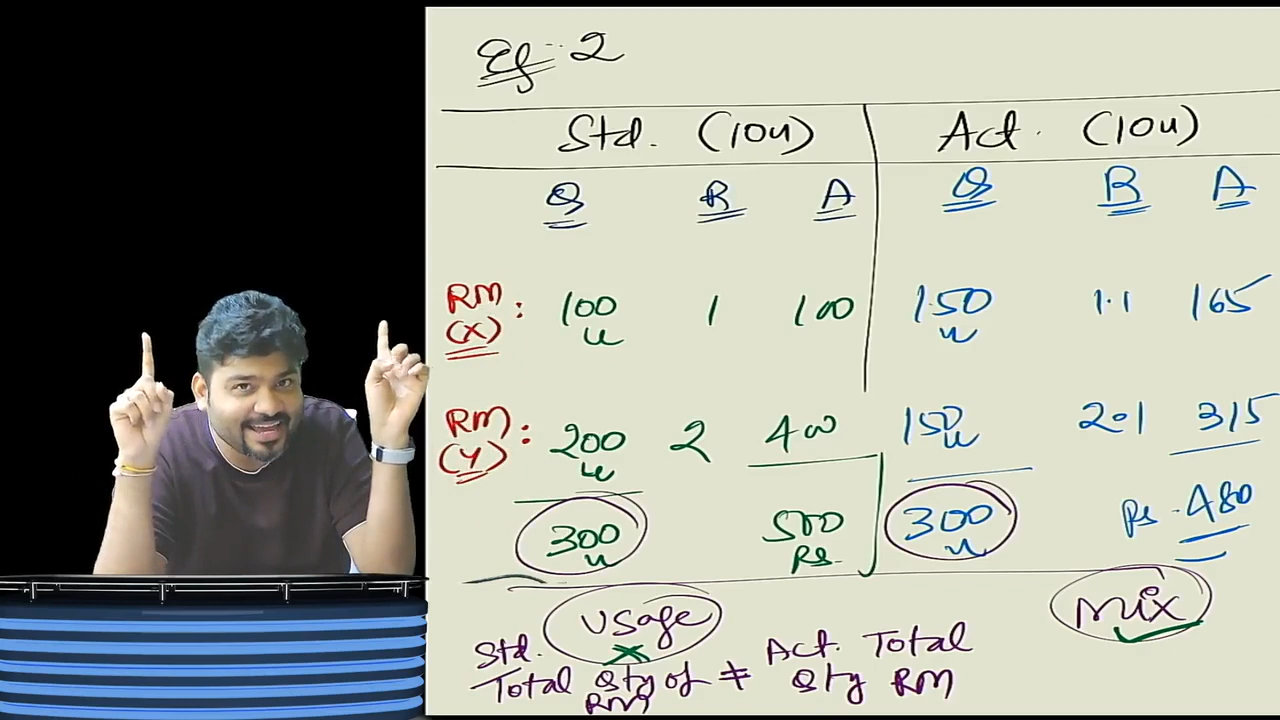 Eg:- 2
Std. (10u) Act. (10u)
Q R A Q R A
RM (X) : 100 u 1 100 150 u 1.1 165
RM (Y) : 200 u 2 400 150 u 2.1 315
300 u 500 Rs. 300 u Rs. 480
Usage Mix
Std. Total Qty of RM ≠ Act. Total Qty RM